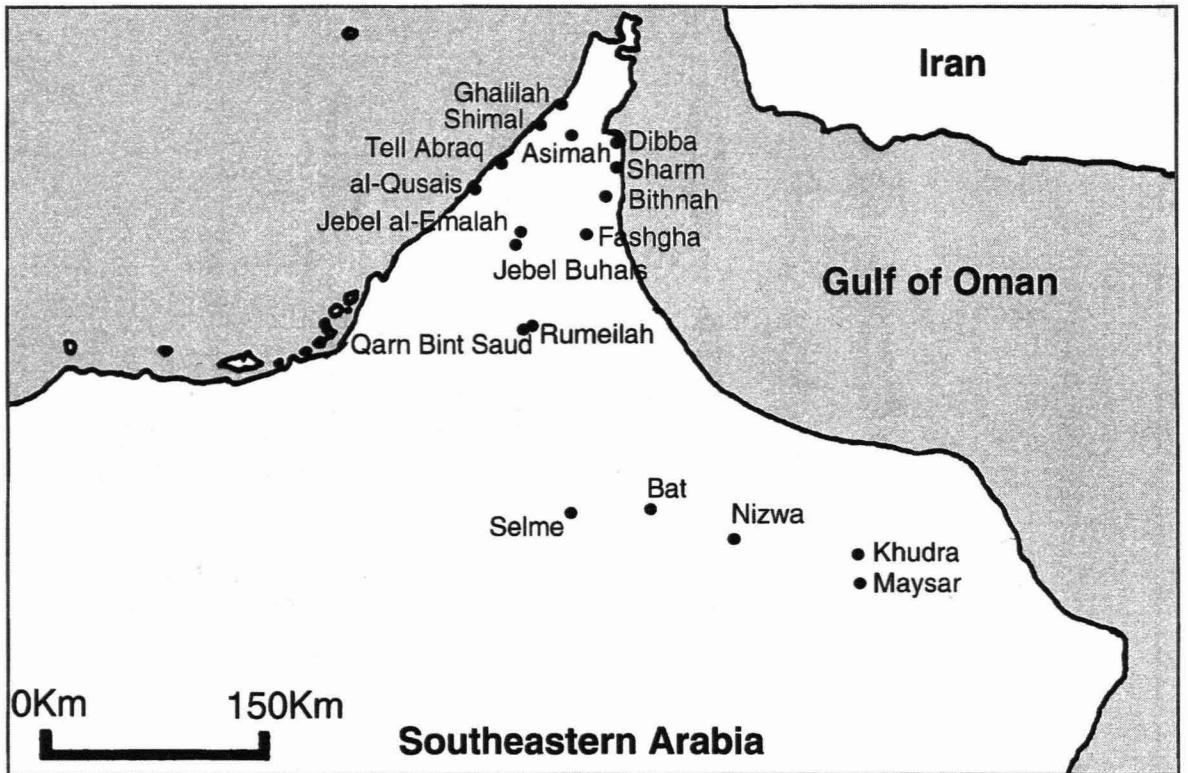 Iran
Ghalilah
Shimal
Tell Abraq
Asimah
Dibba
al-Qusais
Sharm
Bithnah
Jebel al-Emalah
Fashgha
Jebel Buhais
Gulf of Oman
Qarn Bint Saud
Rumeilah
Bat
Selme
Nizwa
Khudra
Maysar
0Km 150Km
Southeastern Arabia